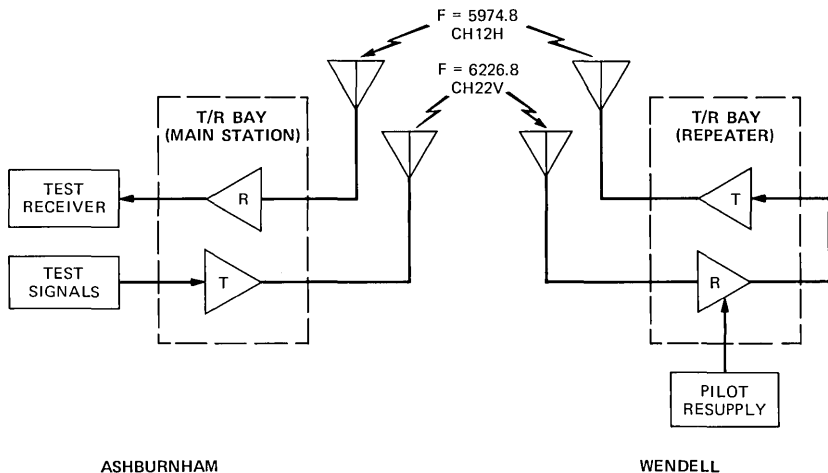 F = 5974.8
CH12H
F = 6226.8
CH22V
T/R BAY
(MAIN STATION)
T/R BAY
(REPEATER)
TEST
RECEIVER
R
T
TEST
SIGNALS
T
R
PILOT
RESUPPLY
ASHBURNHAM
WENDELL